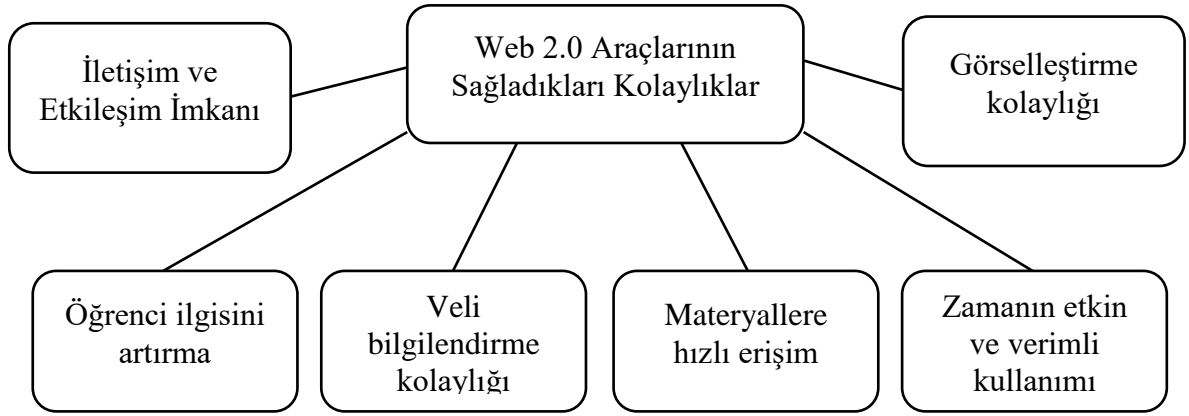 İletişim ve
Etkileşim İmkanı
Web 2.0 Araçlarının
Sağladıkları Kolaylıklar
Görselleştirme
kolaylığı
Öğrenci ilgisini
artırma
Veli
bilgilendirme
kolaylığı
Materyallere
hızlı erişim
Zamanın etkin
ve verimli
kullanımı